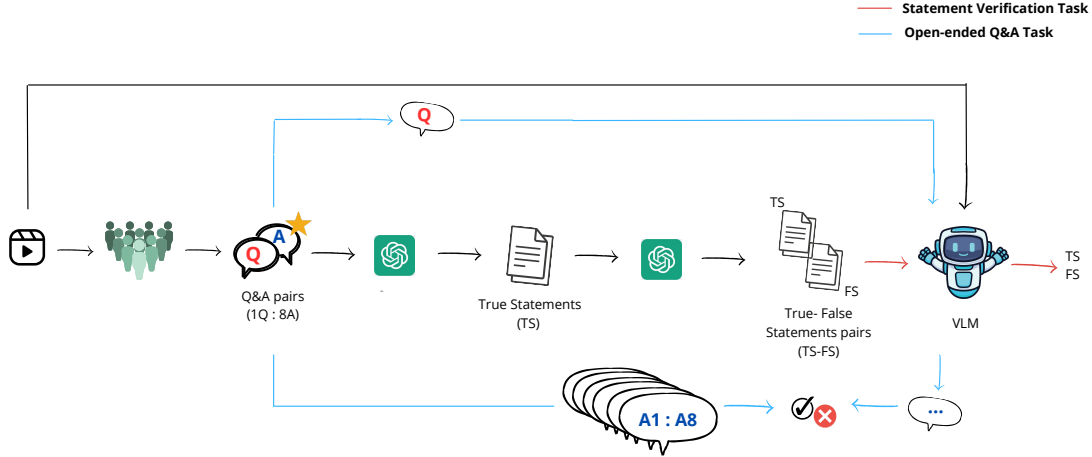 Statement Verification Task
Open-ended Q&A Task
Q
TS
A
Q
TS
FS
FS
Q&A pairs
(1Q : 8A)
True Statements
(TS)
True- False
Statements pairs
(TS-FS)
VLM
A1 : A8
...